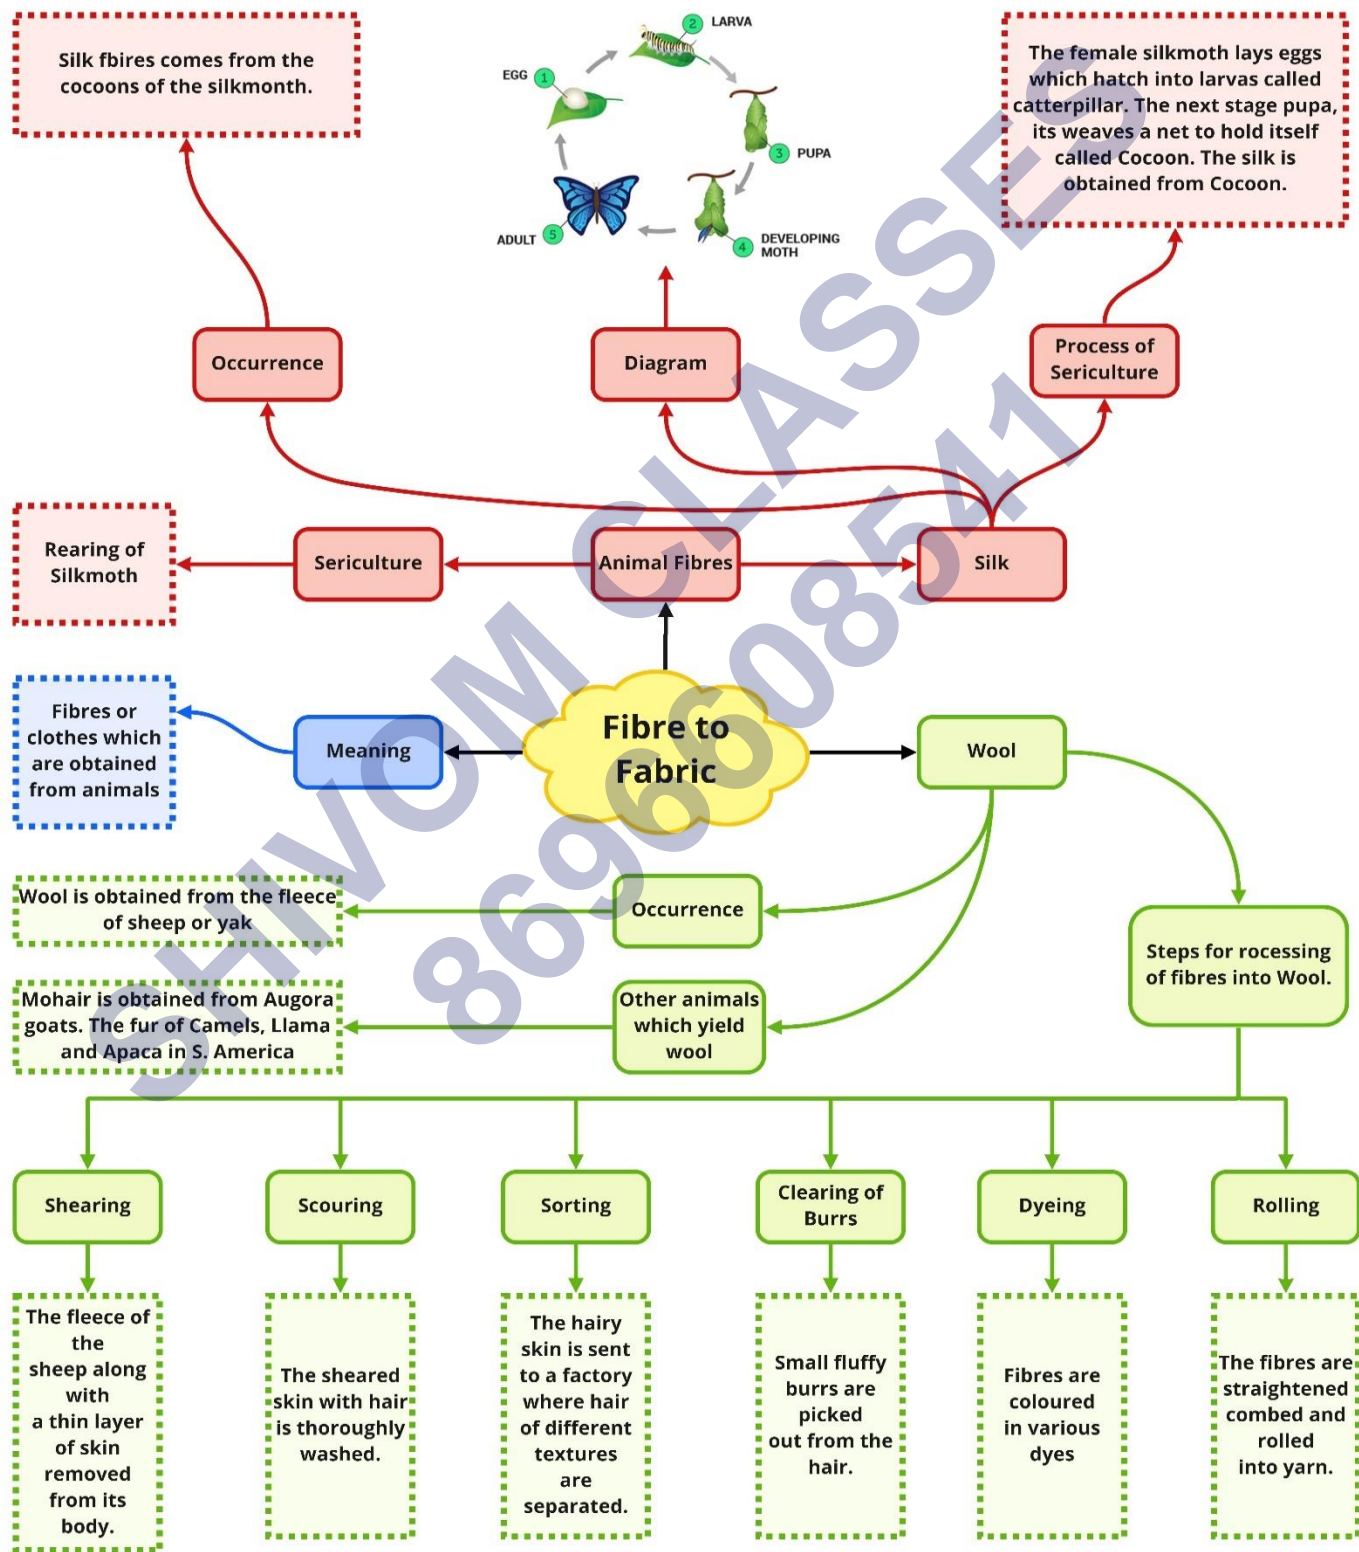 Silk fbires comes from the
cocoons of the silkmonth.
1
EGG
2
LARVA
3
PUPA
4
DEVELOPING
MOTH
5
ADULT
The female silkmoth lays eggs
which hatch into larvas called
catterpillar. The next stage pupa,
its weaves a net to hold itself
called Cocoon. The silk is
obtained from Cocoon.
Occurrence
Diagram
Process of
Sericulture
Rearing of
Silkmoth
Sericulture
Animal Fibres
Silk
Fibres or
clothes which
are obtained
from animals
Meaning
Fibre to
Fabric
Wool
Wool is obtained from the fleece
of sheep or yak
Occurrence
Steps for rocessing
of fibres into Wool.
Mohair is obtained from Augora
goats. The fur of Camels, Llama
and Apaca in S. America
Other animals
which yield
wool
Shearing
Scouring
Sorting
Clearing of
Burrs
Dyeing
Rolling
The fleece of
the
sheep along
with
a thin layer
of skin
removed
from its
body.
The sheared
skin with hair
is thoroughly
washed.
The hairy
skin is sent
to a factory
where hair
of different
textures
are
separated.
Small fluffy
burrs are
picked
out from the
hair.
Fibres are
coloured
in various
dyes
The fibres are
straightened
combed and
rolled
into yarn.
SHIVOM CLASSES
8696608541